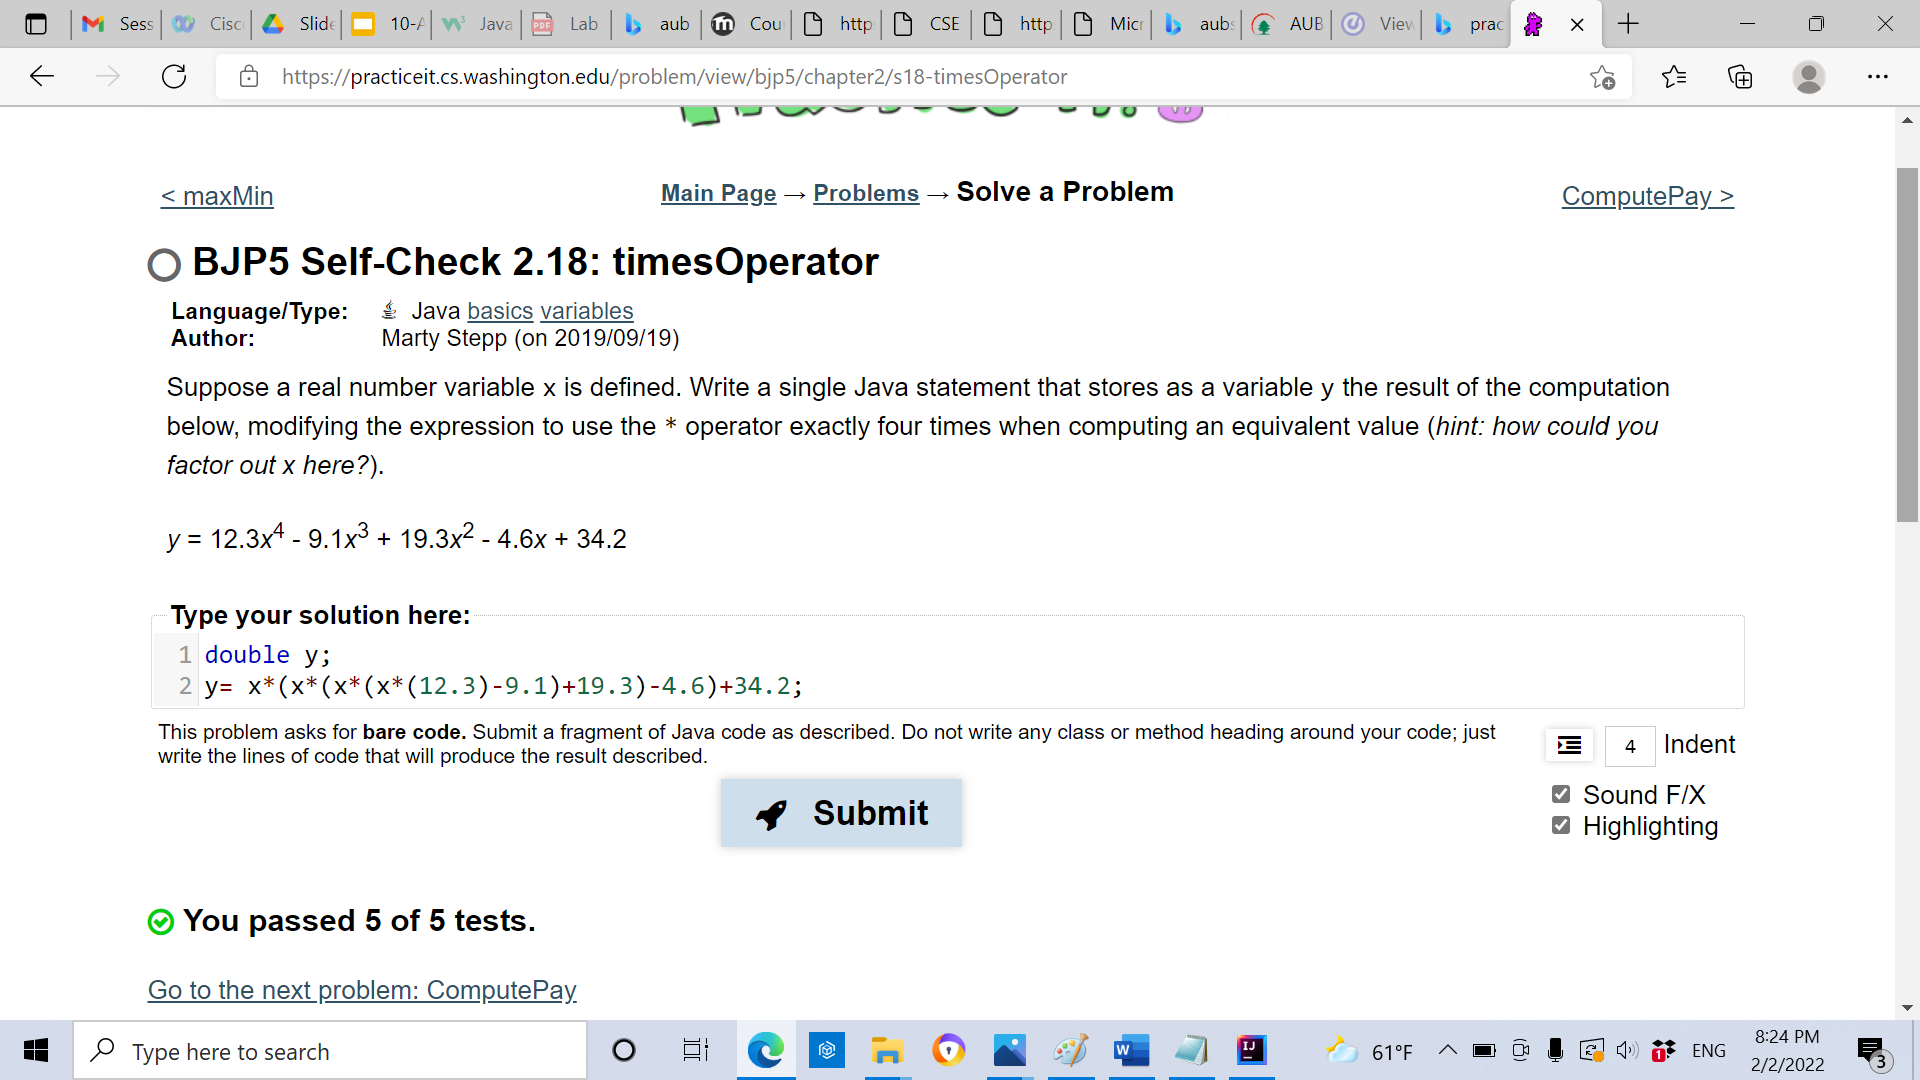 Sess
Cisc
Slide
10-A
Java
Lab
aub
Cour
http
CSE
http
Micr
aubs
AUB
View
prac
https://practiceit.cs.washington.edu/problem/view/bjp5/chapter2/s18-timesOperator
< maxMin
Main Page → Problems → Solve a Problem
ComputePay >
BJP5 Self-Check 2.18: timesOperator
Language/Type: Java basics variables
Author: Marty Stepp (on 2019/09/19)
Suppose a real number variable x is defined. Write a single Java statement that stores as a variable y the result of the computation
below, modifying the expression to use the * operator exactly four times when computing an equivalent value (hint: how could you
factor out x here?).
y = 12.3x⁴ - 9.1x³ + 19.3x² - 4.6x + 34.2
Type your solution here:
1 double y;
2 y= x*(x*(x*(x*(12.3)-9.1)+19.3)-4.6)+34.2;
This problem asks for bare code. Submit a fragment of Java code as described. Do not write any class or method heading around your code; just
write the lines of code that will produce the result described.
4 Indent
Sound F/X
Highlighting
Submit
You passed 5 of 5 tests.
Go to the next problem: ComputePay
Type here to search
61°F
ENG
8:24 PM
2/2/2022
3